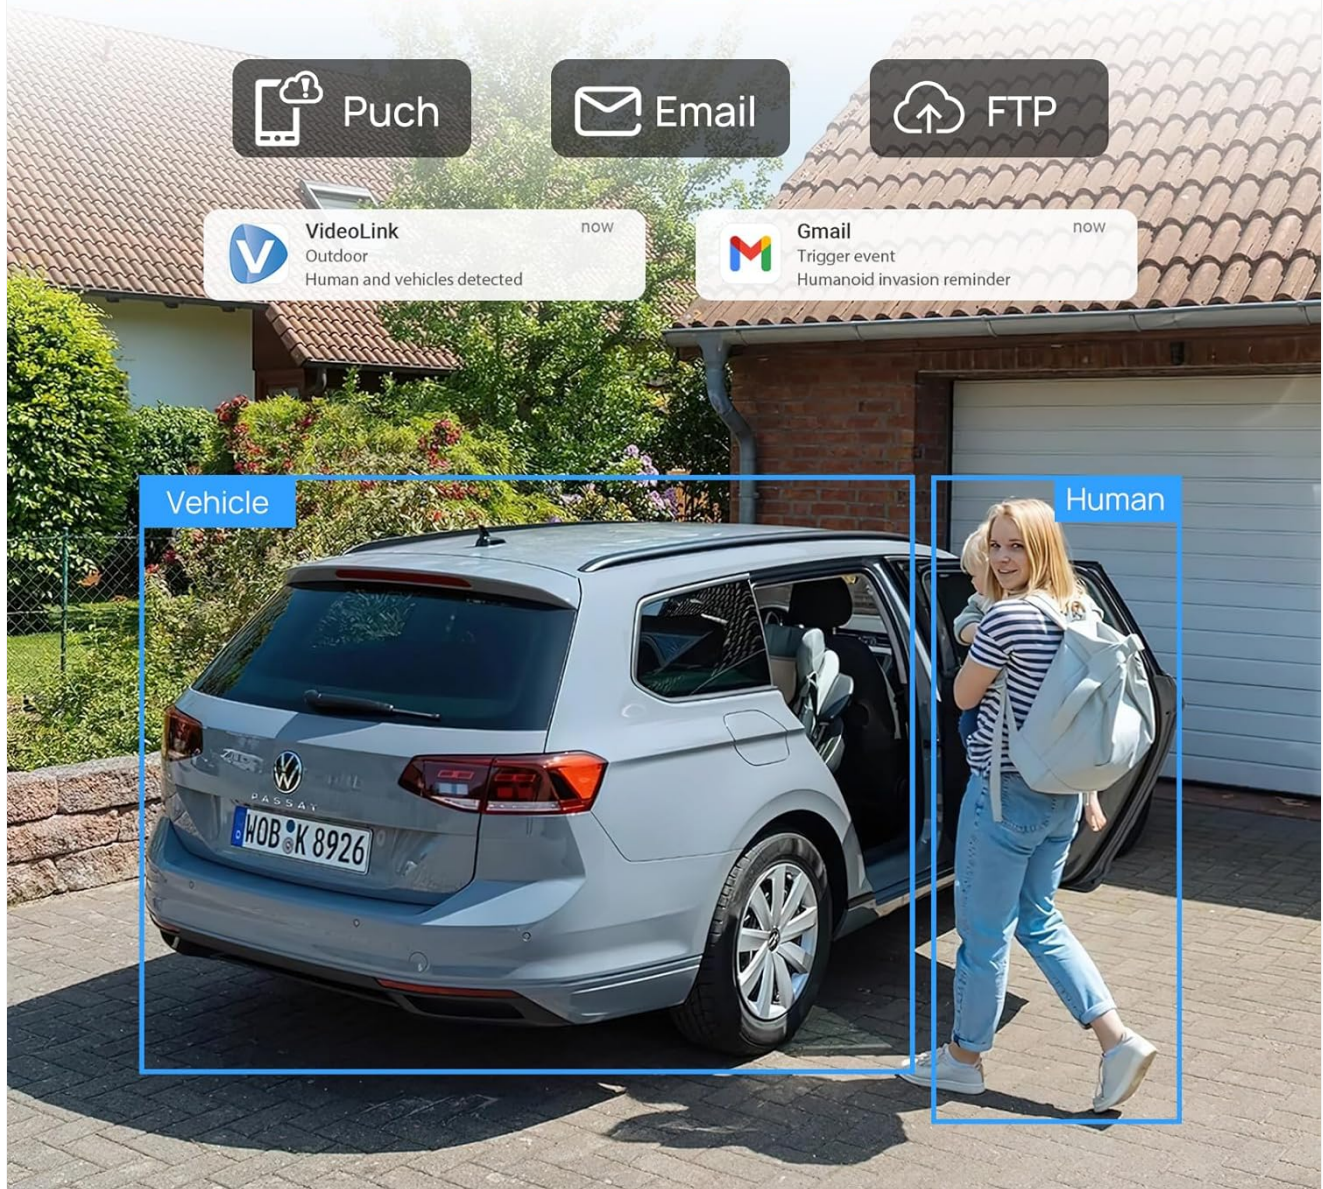 Puch
Email
FTP
VideoLink
now
Outdoor
Human and vehicles detected
Gmail
now
Trigger event
Humanoid invasion reminder
Vehicle
Human
PASSAT
WOB K 8926